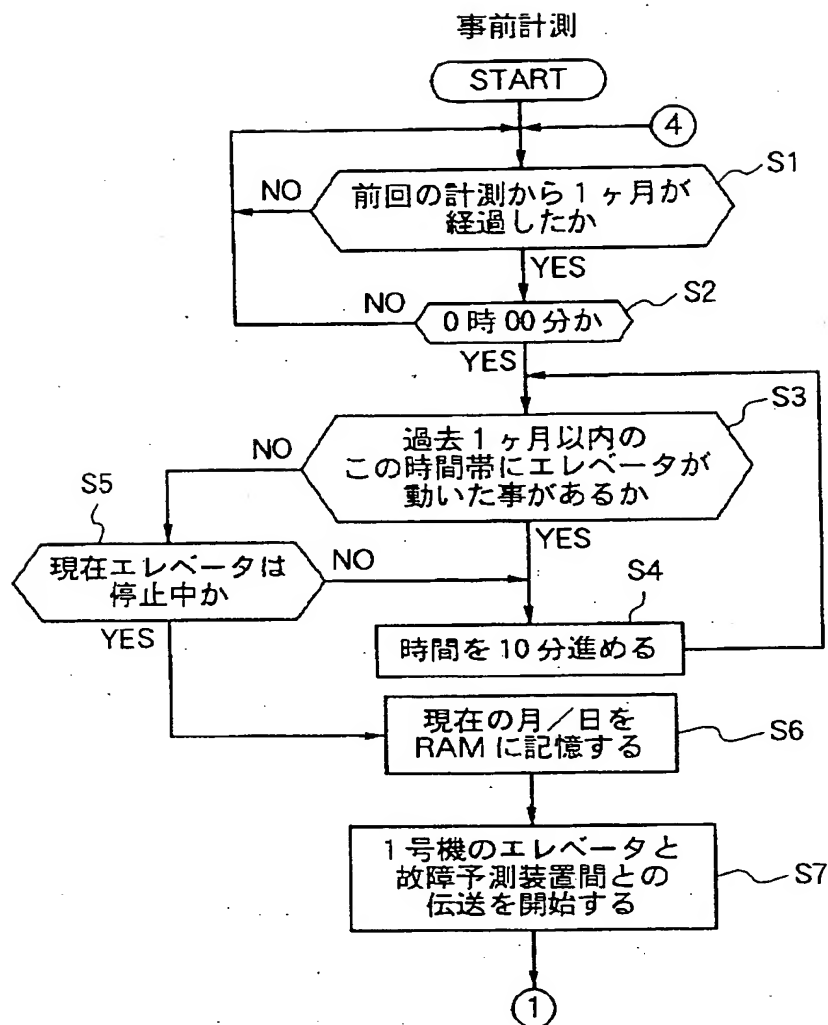 事前計測
START
4
S1
NO
前回の計測から1ヶ月が
経過したか
YES
S2
NO
0時00分か
YES
S3
NO
過去1ヶ月以内の
この時間帯にエレベータが
動いた事があるか
S5
YES
現在エレベータは
停止中か
NO
S4
YES
時間を10分進める
現在の月／日を
RAMに記憶する
S6
1号機のエレベータと
故障予測装置間との
伝送を開始する
S7
1